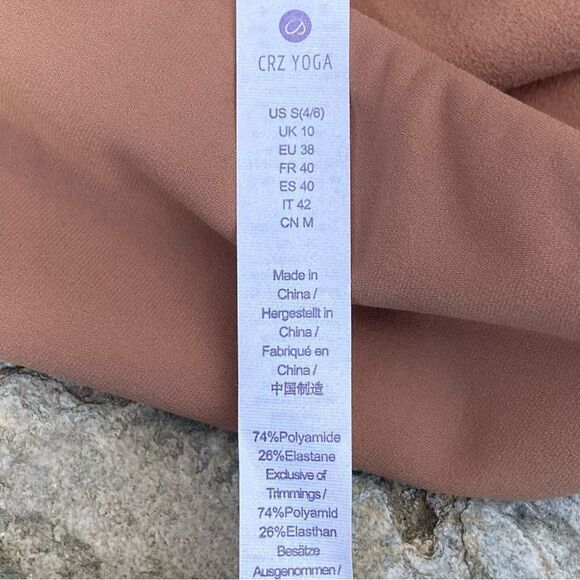 CRZ YOGA
US S(4/6)
UK 10
EU 38
FR 40
ES 40
IT 42
CN M
Made in
China /
Hergestellt in
China /
Fabriqué en
China /
中国制造
74%Polyamide
26%Elastane
Exclusive of
Trimmings /
74%Polyamid
26%Elasthan
Besätze
Ausgenommen /